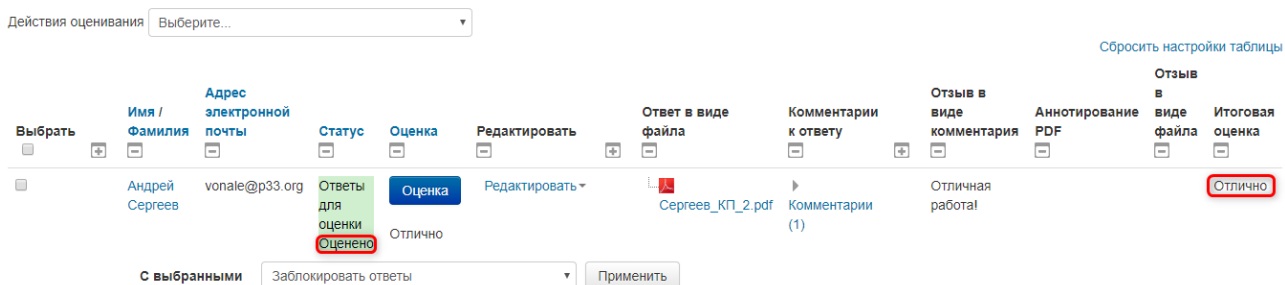 Действия оценивания Выберите...
Сбросить настройки таблицы
Выбрать
Имя /
Фамилия
Адрес
электронной
почты
Статус
Оценка
Редактировать
Ответ в виде
файла
Комментарии
к ответу
Отзыв в
виде
комментария
Аннотирование
PDF
Отзыв
в
виде
файла
Итоговая
оценка
Андрей
Сергеев
vonale@p33.org
Ответы
для
оценки
Оценено
Оценка
Отлично
Редактировать
Сергеев_КП_2.pdf
Комментарии
(1)
Отличная
работа!
Отлично
С выбранными Заблокировать ответы Применить